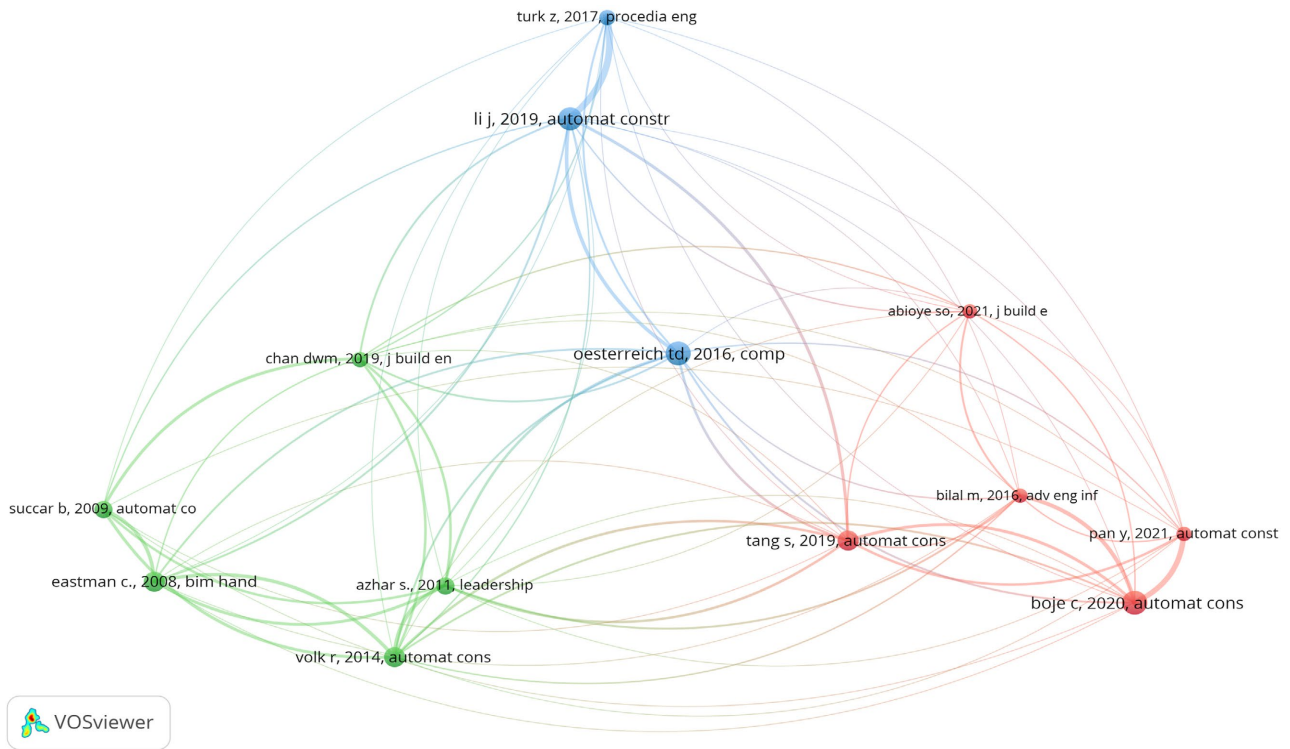 turk z, 2017, procedia eng
li j, 2019, automat constr
abioye so, 2021, j build e
oesterreich td, 2016, comp
chan dwm, 2019, j build en
bilal m, 2016, adv eng inf
succar b, 2009, automat co
pan y, 2021, automat const
tang s, 2019, automat cons
eastman c., 2008, bim hand
azhar s., 2011, leadership
boje c, 2020, automat cons
volk r, 2014, automat cons
VOSviewer